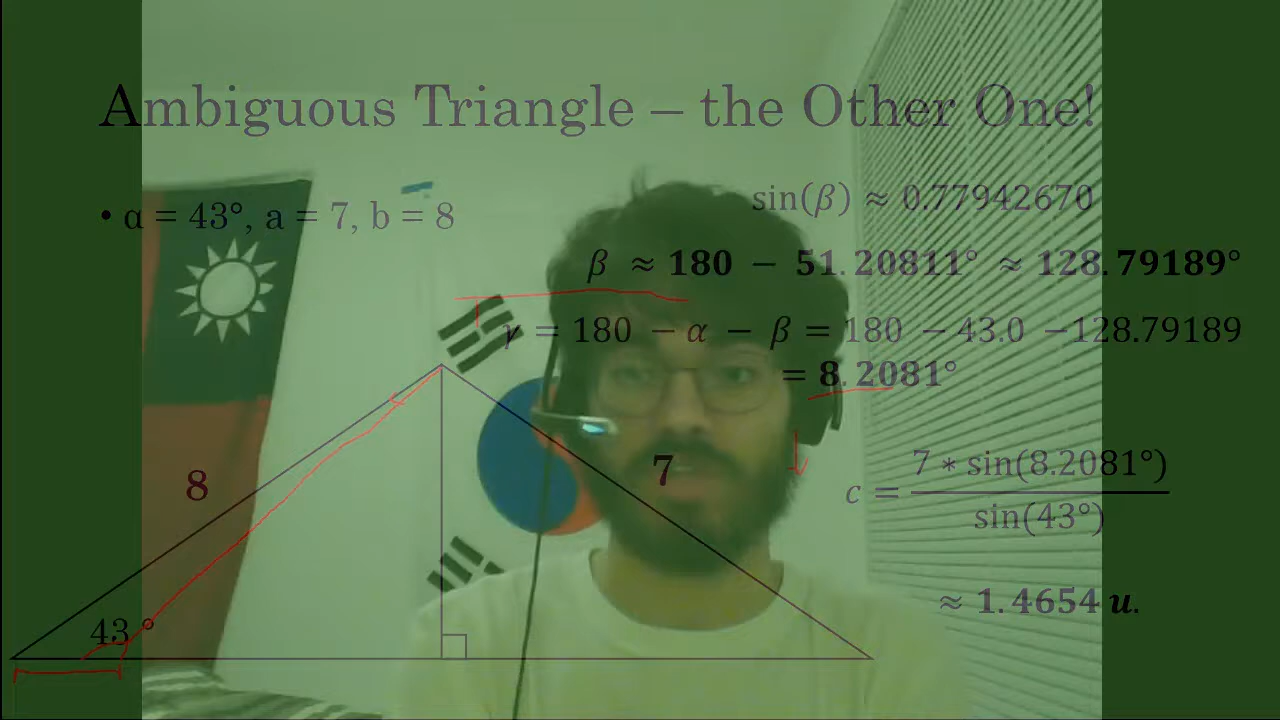 Ambiguous Triangle – the Other One!
• α = 43°, a = 7, b = 8
sin(β) ≈ 0.77942670
β ≈ 180 − 51.20811° ≈ 128.79189°
γ = 180 − α − β = 180 − 43.0 −128.79189
= 8.2081°
8
7
c = 7 * sin(8.2081°) / sin(43°)
≈ 1.4654 u.
43°